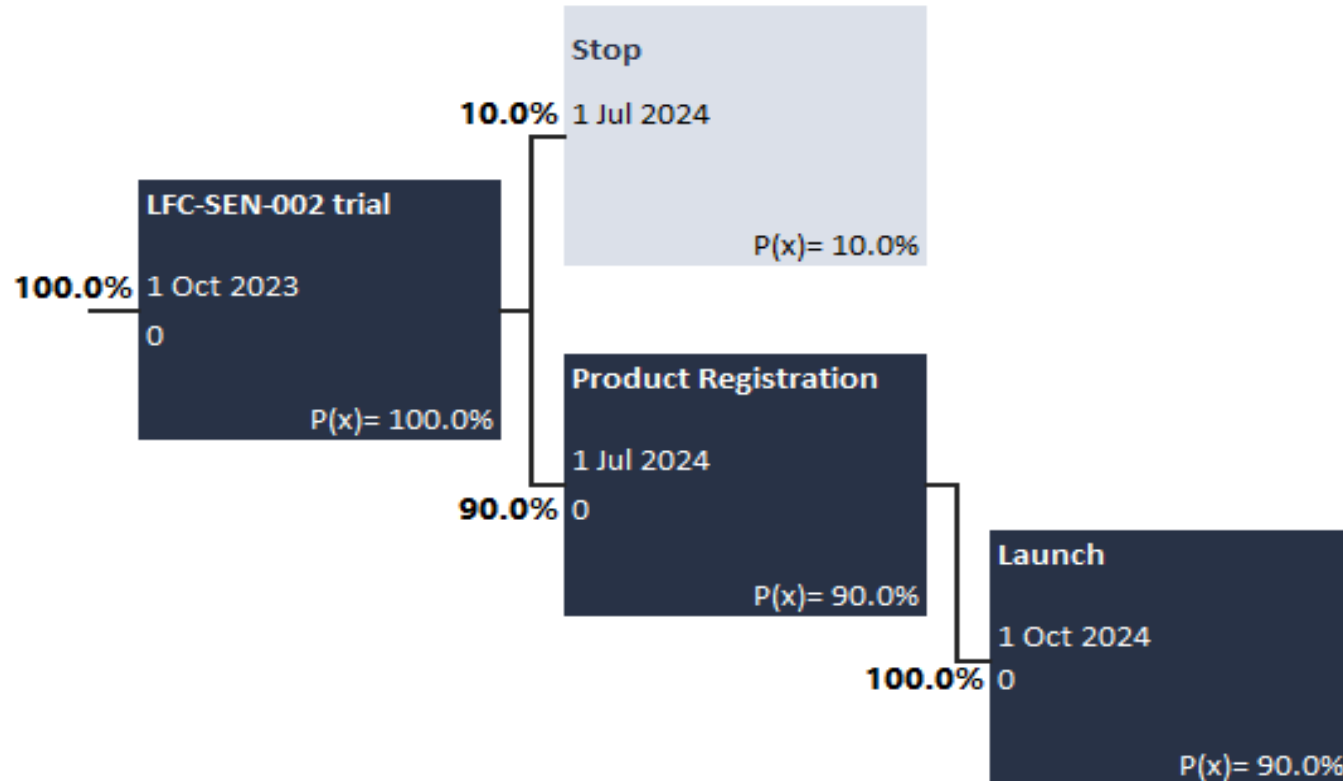 Stop
10.0% 1 Jul 2024
P(x)= 10.0%
LFC-SEN-002 trial
100.0% 1 Oct 2023
0
P(x)= 100.0%
Product Registration
1 Jul 2024
90.0% 0
P(x)= 90.0%
Launch
1 Oct 2024
100.0% 0
P(x)= 90.0%